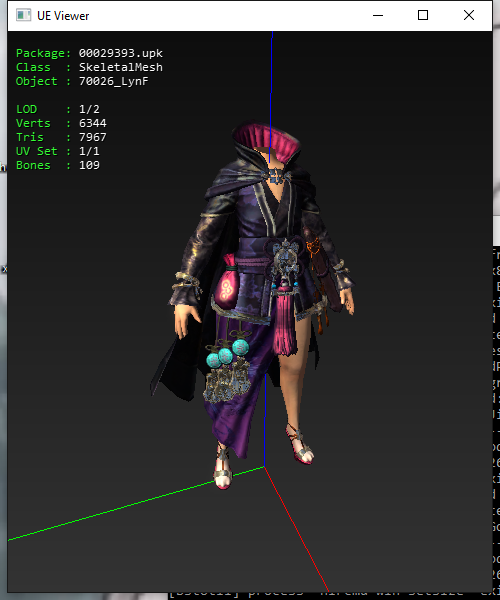 UE Viewer
Package: 00029393.upk
Class : SkeletalMesh
Object : 70026_LynF
LOD : 1/2
Verts : 6344
Tris : 7967
UV Set : 1/1
Bones : 109